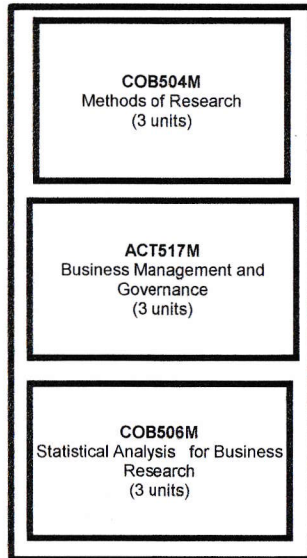 COB504M
Methods of Research
(3 units)
ACT517M
Business Management and
Governance
(3 units)
COB506M
Statistical Analysis for Business
Research
(3 units)